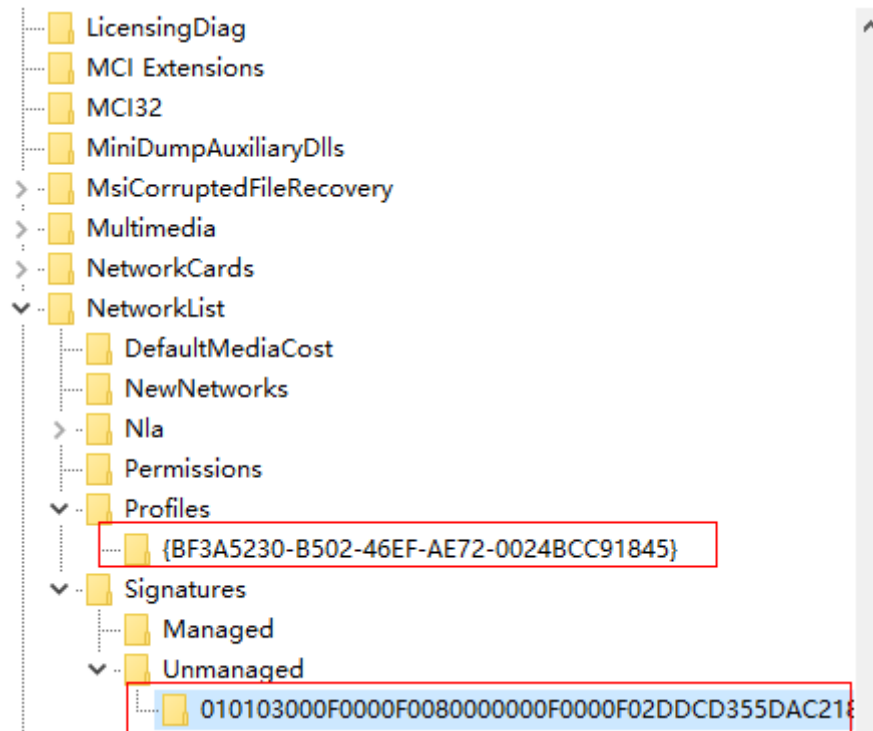 LicensingDiag
MCI Extensions
MCI32
MiniDumpAuxiliaryDlls
MsiCorruptedFileRecovery
Multimedia
NetworkCards
NetworkList
DefaultMediaCost
NewNetworks
Nla
Permissions
Profiles
{BF3A5230-B502-46EF-AE72-0024BCC91845}
Signatures
Managed
Unmanaged
010103000F0000F0080000000F0000F02DDCD355DAC218